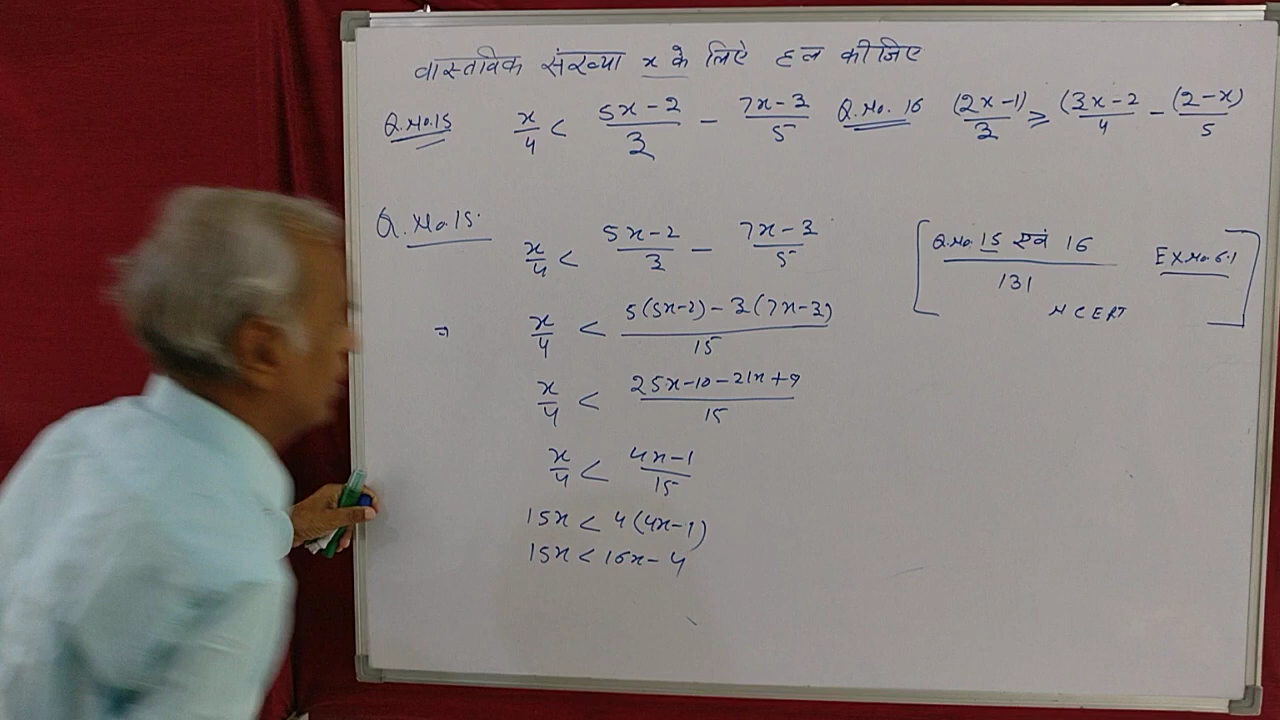 वास्तविक संख्या x के लिऐ हल कीजिए
Q.No.15 x/4 < (5x-2)/3 - (7x-3)/5 Q.No. 16 (2x-1)/3 ≥ (3x-2/4 - (2-x)/5
Q.No.15. x/4 < (5x-2)/3 - (7x-3)/5
⇒ x/4 < (5(5x-2)-3(7x-3))/15
x/4 < (25x-10-21x+9)/15
x/4 < (4x-1)/15
15x < 4(4x-1)
15x < 16x-4
[Q.No.15 एवं 16 / 131 Ex No 6.1
NCERT]